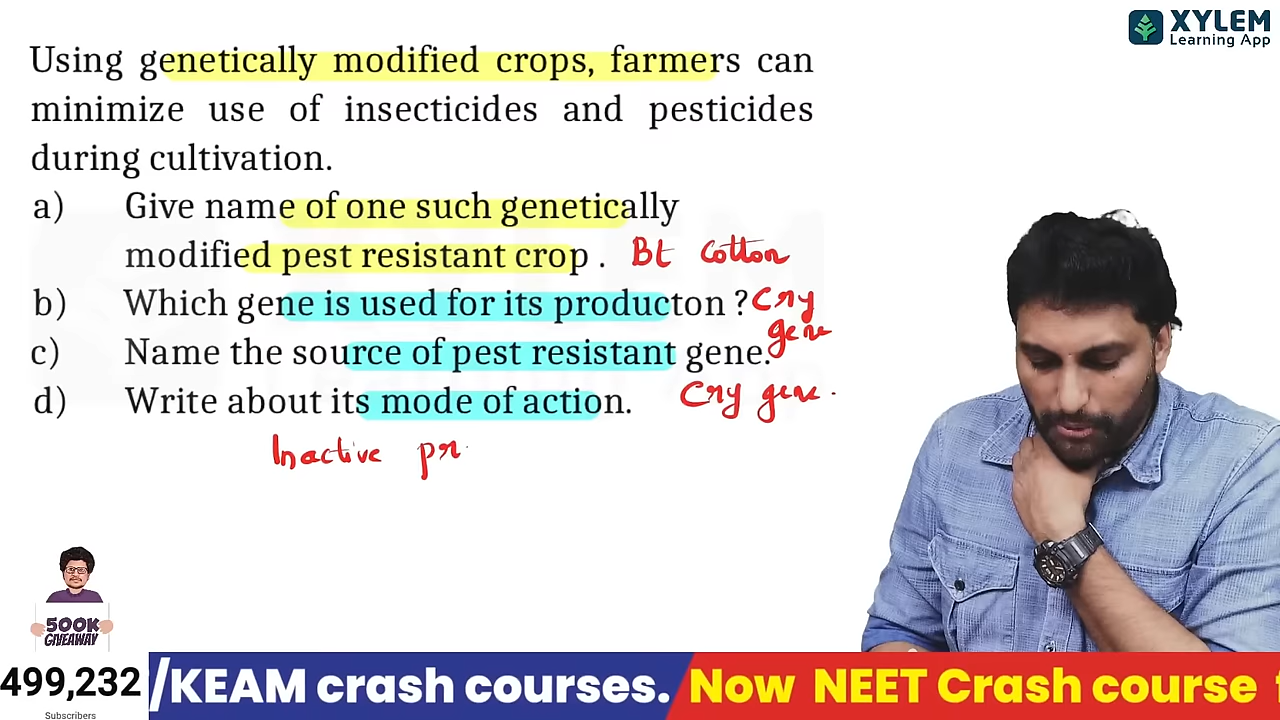 XYLEM
Learning App
Using genetically modified crops, farmers can
minimize use of insecticides and pesticides
during cultivation.
a) Give name of one such genetically
modified pest resistant crop . Bt cotton
b) Which gene is used for its producton ? Cry
gene
c) Name the source of pest resistant gene.
d) Write about its mode of action. Cry gene.
Inactive pr
500K
GIVEAWAY
499,232
Subscribers
/KEAM crash courses. Now NEET Crash course